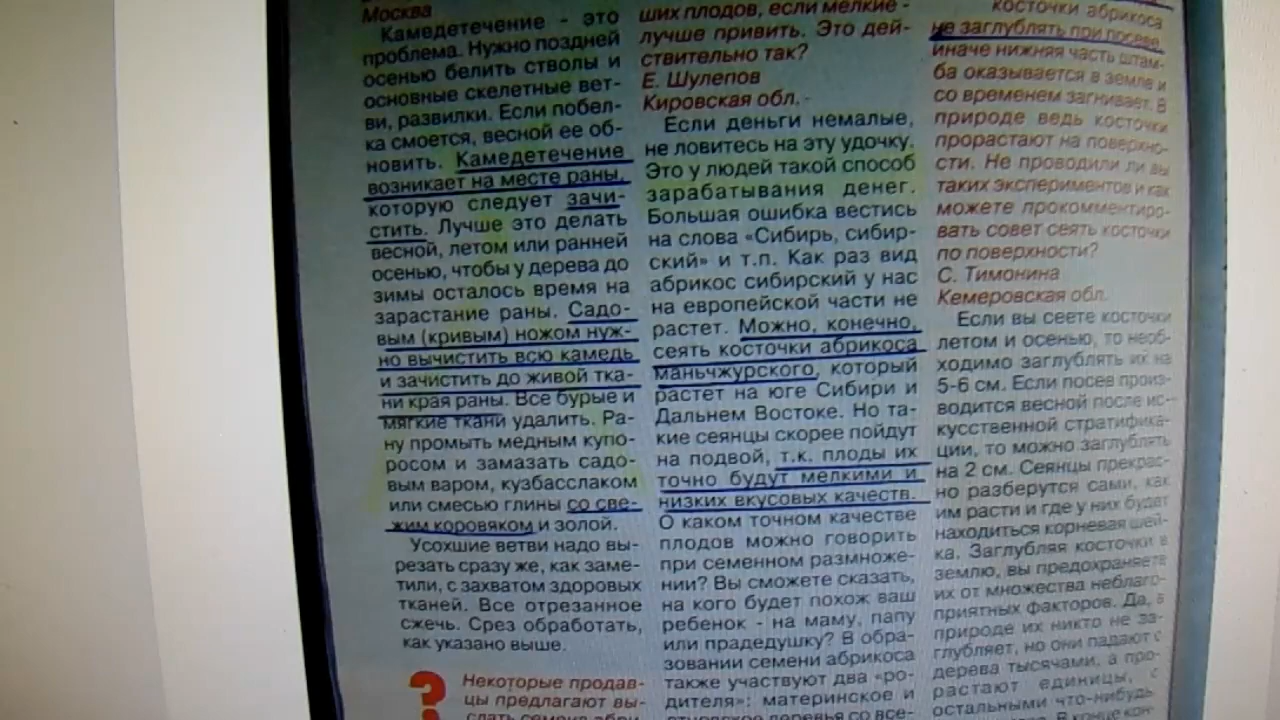 Москва
Камедетечение - это
проблема. Нужно поздней
осенью белить стволы и
основные скелетные вет-
ви, развилки. Если побел-
ка смоется, весной ее об-
новить. Камедетечение
возникает на месте раны,
которую следует зачи-
стить. Лучше это делать
весной, летом или ранней
осенью, чтобы у дерева до
зимы осталось время на
зарастание раны. Садо-
вым (кривым) ножом нуж-
но вычистить всю камедь
и зачистить до живой тка-
ни края раны. Все бурые и
мягкие ткани удалить. Ра-
ну промыть медным купо-
росом и замазать садо-
вым варом, кузбасслаком
или смесью глины со све-
жим коровяком и золой.
Усохшие ветви надо вы-
резать сразу же, как заме-
тили, с захватом здоровых
тканей. Все отрезанное
сжечь. Срез обработать,
как указано выше.
?
Некоторые продав-
цы предлагают вы-
слать семена абри-
ших плодов, если мелкие -
лучше привить. Это дей-
ствительно так?
Е. Шулепов
Кировская обл.
Если деньги немалые,
не ловитесь на эту удочку.
Это у людей такой способ
зарабатывания денег.
Большая ошибка вестись
на слова «Сибирь, сибир-
ский» и т.п. Как раз вид
абрикос сибирский у нас
на европейской части не
растет. Можно, конечно,
сеять косточки абрикоса
маньчжурского, который
растет на юге Сибири и
Дальнем Востоке. Но та-
кие сеянцы скорее пойдут
на подвой, т.к. плоды их
точно будут мелкими и
низких вкусовых качеств.
О каком точном качестве
плодов можно говорить
при семенном размноже-
нии? Вы сможете сказать,
на кого будет похож ваш
ребенок - на маму, папу
или прадедушку? В обра-
зовании семени абрикоса
также участвуют два «ро-
дителя»: материнское и
отцовское деревья со все-
косточки абрикоса
не заглублять при посеве,
иначе нижняя часть штам-
ба оказывается в земле и
со временем загнивает. В
природе ведь косточки
прорастают на поверхно-
сти. Не проводили ли вы
таких экспериментов и как
можете прокомментиро-
вать совет сеять косточки
по поверхности?
С. Тимонина
Кемеровская обл.
Если вы сеете косточки
летом и осенью, то необ-
ходимо заглублять их на
5-6 см. Если посев произ-
водится весной после ис-
кусственной стратифика-
ции, то можно заглублять
на 2 см. Сеянцы прекрас-
но разберутся сами, как
им расти и где у них будет
находиться корневая шей-
ка. Заглубляя косточки в
землю, вы предохраняете
их от множества неблаго-
приятных факторов. Да, в
природе их никто не за-
глубляет, но они падают с
дерева тысячами, а про-
растают единицы, с
остальными что-нибудь
В конце кон-